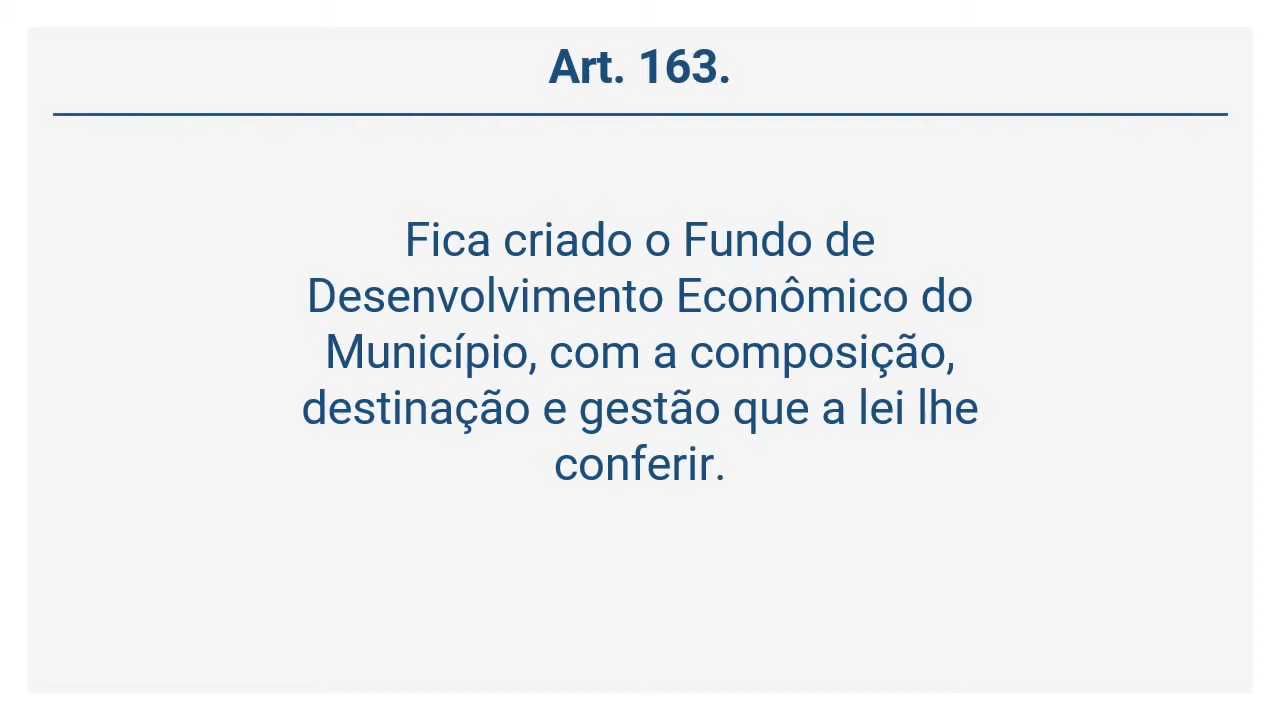 Art. 163.
Fica criado o Fundo de
Desenvolvimento Econômico do
Município, com a composição,
destinação e gestão que a lei lhe
conferir.